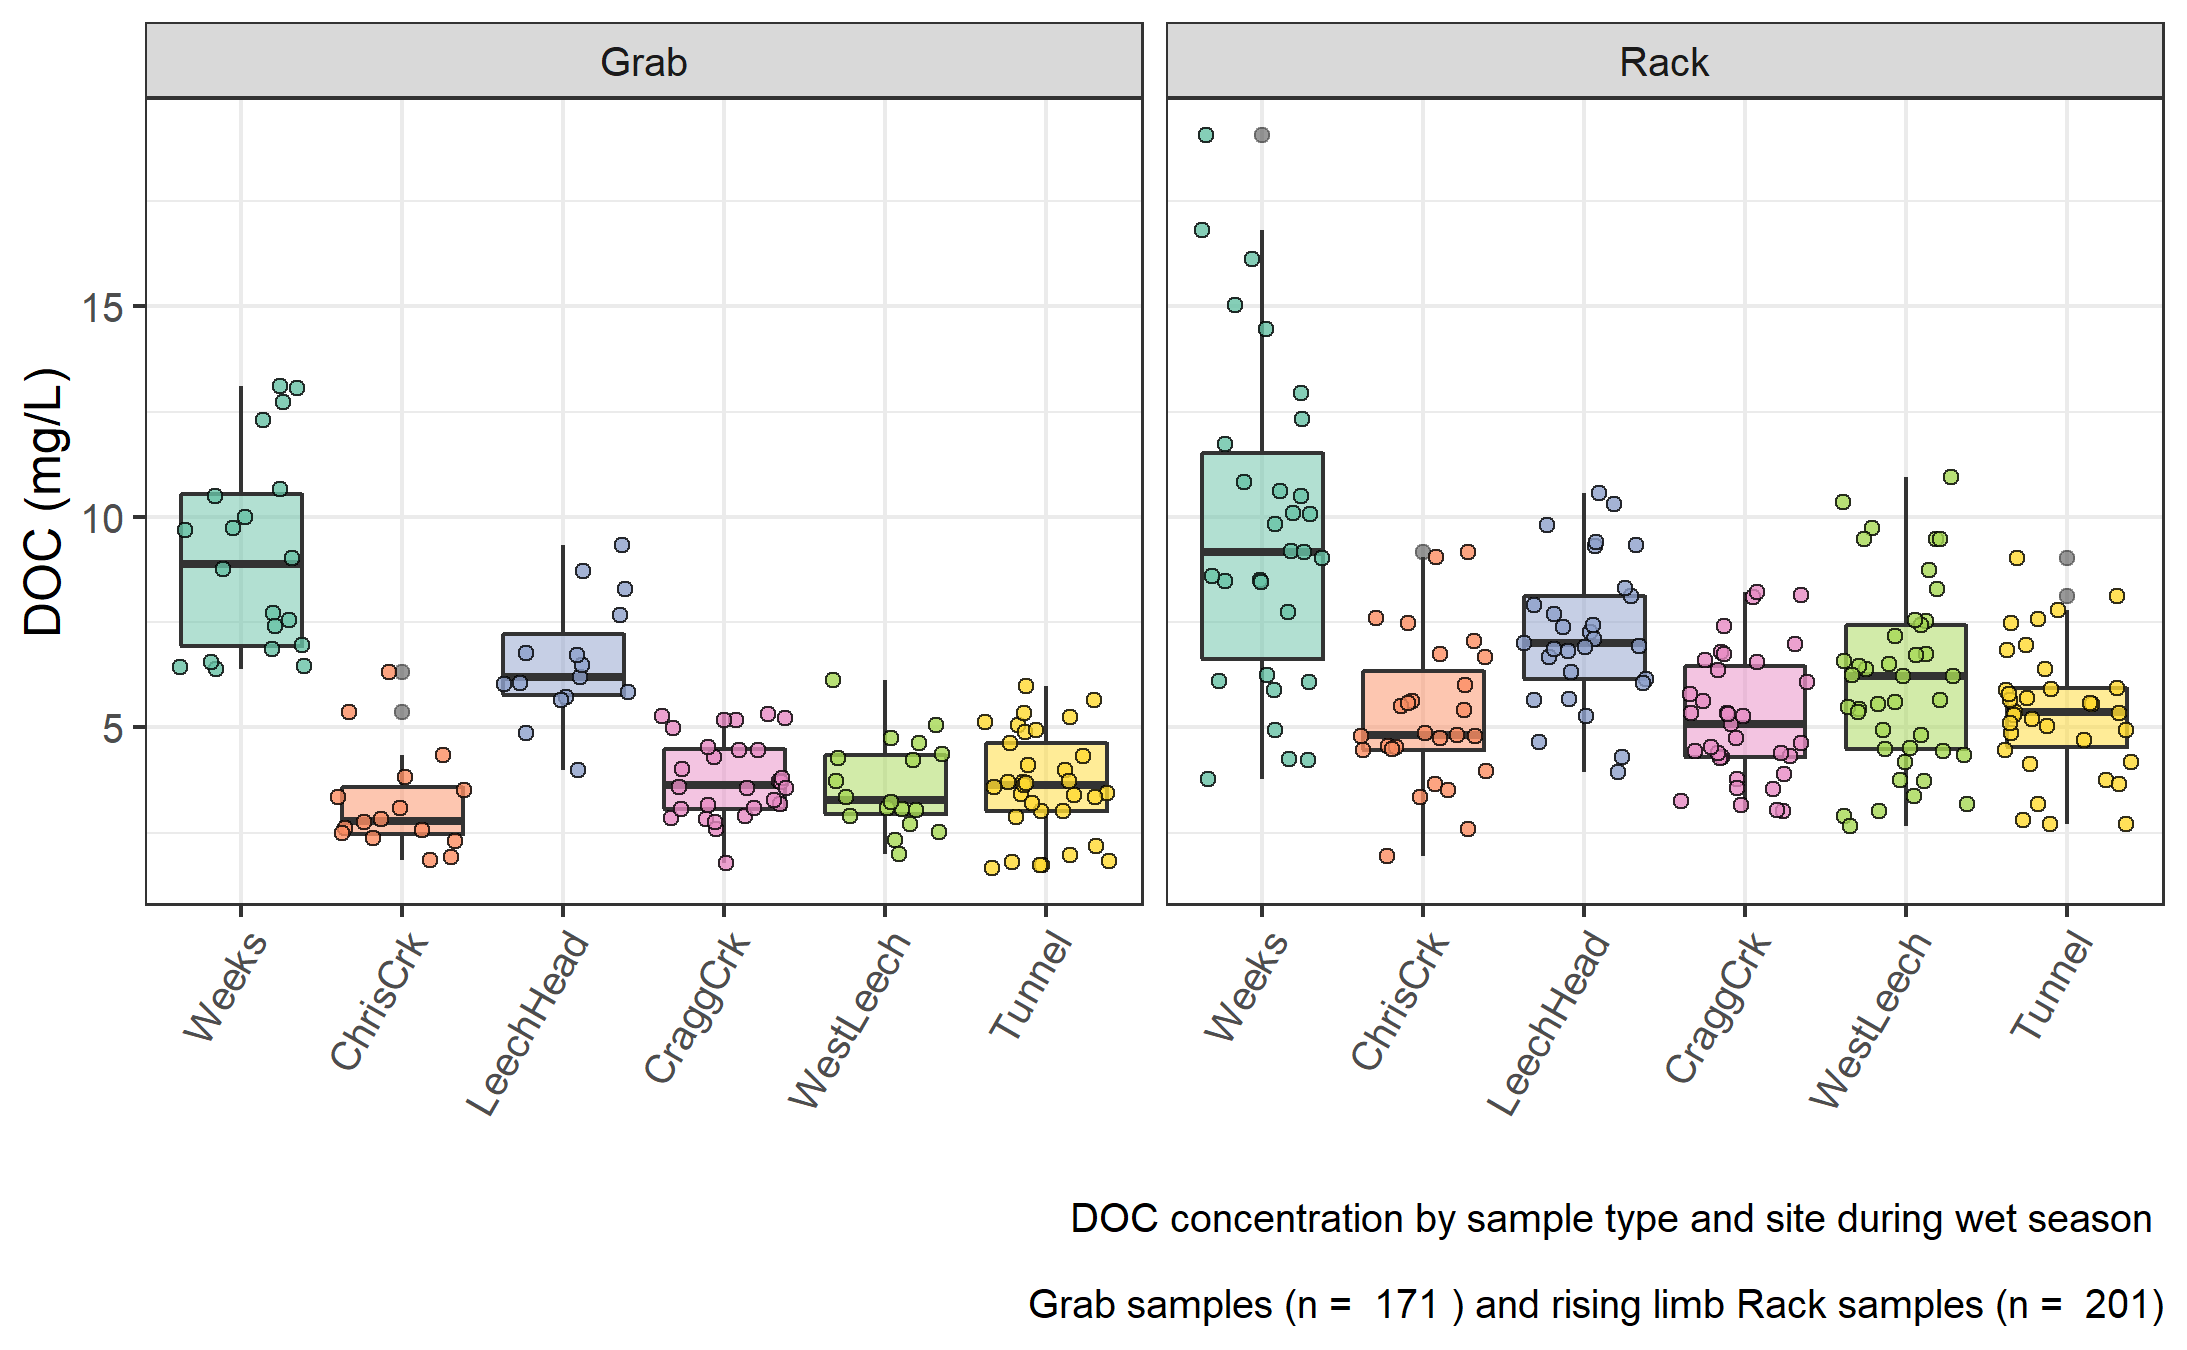 Grab
Rack
DOC (mg/L)
15
10
5
Weeks
ChrisCrk
LeechHead
CraggCrk
WestLeech
Tunnel
Weeks
ChrisCrk
LeechHead
CraggCrk
WestLeech
Tunnel
DOC concentration by sample type and site during wet season
Grab samples (n =  171 ) and rising limb Rack samples (n =  201)